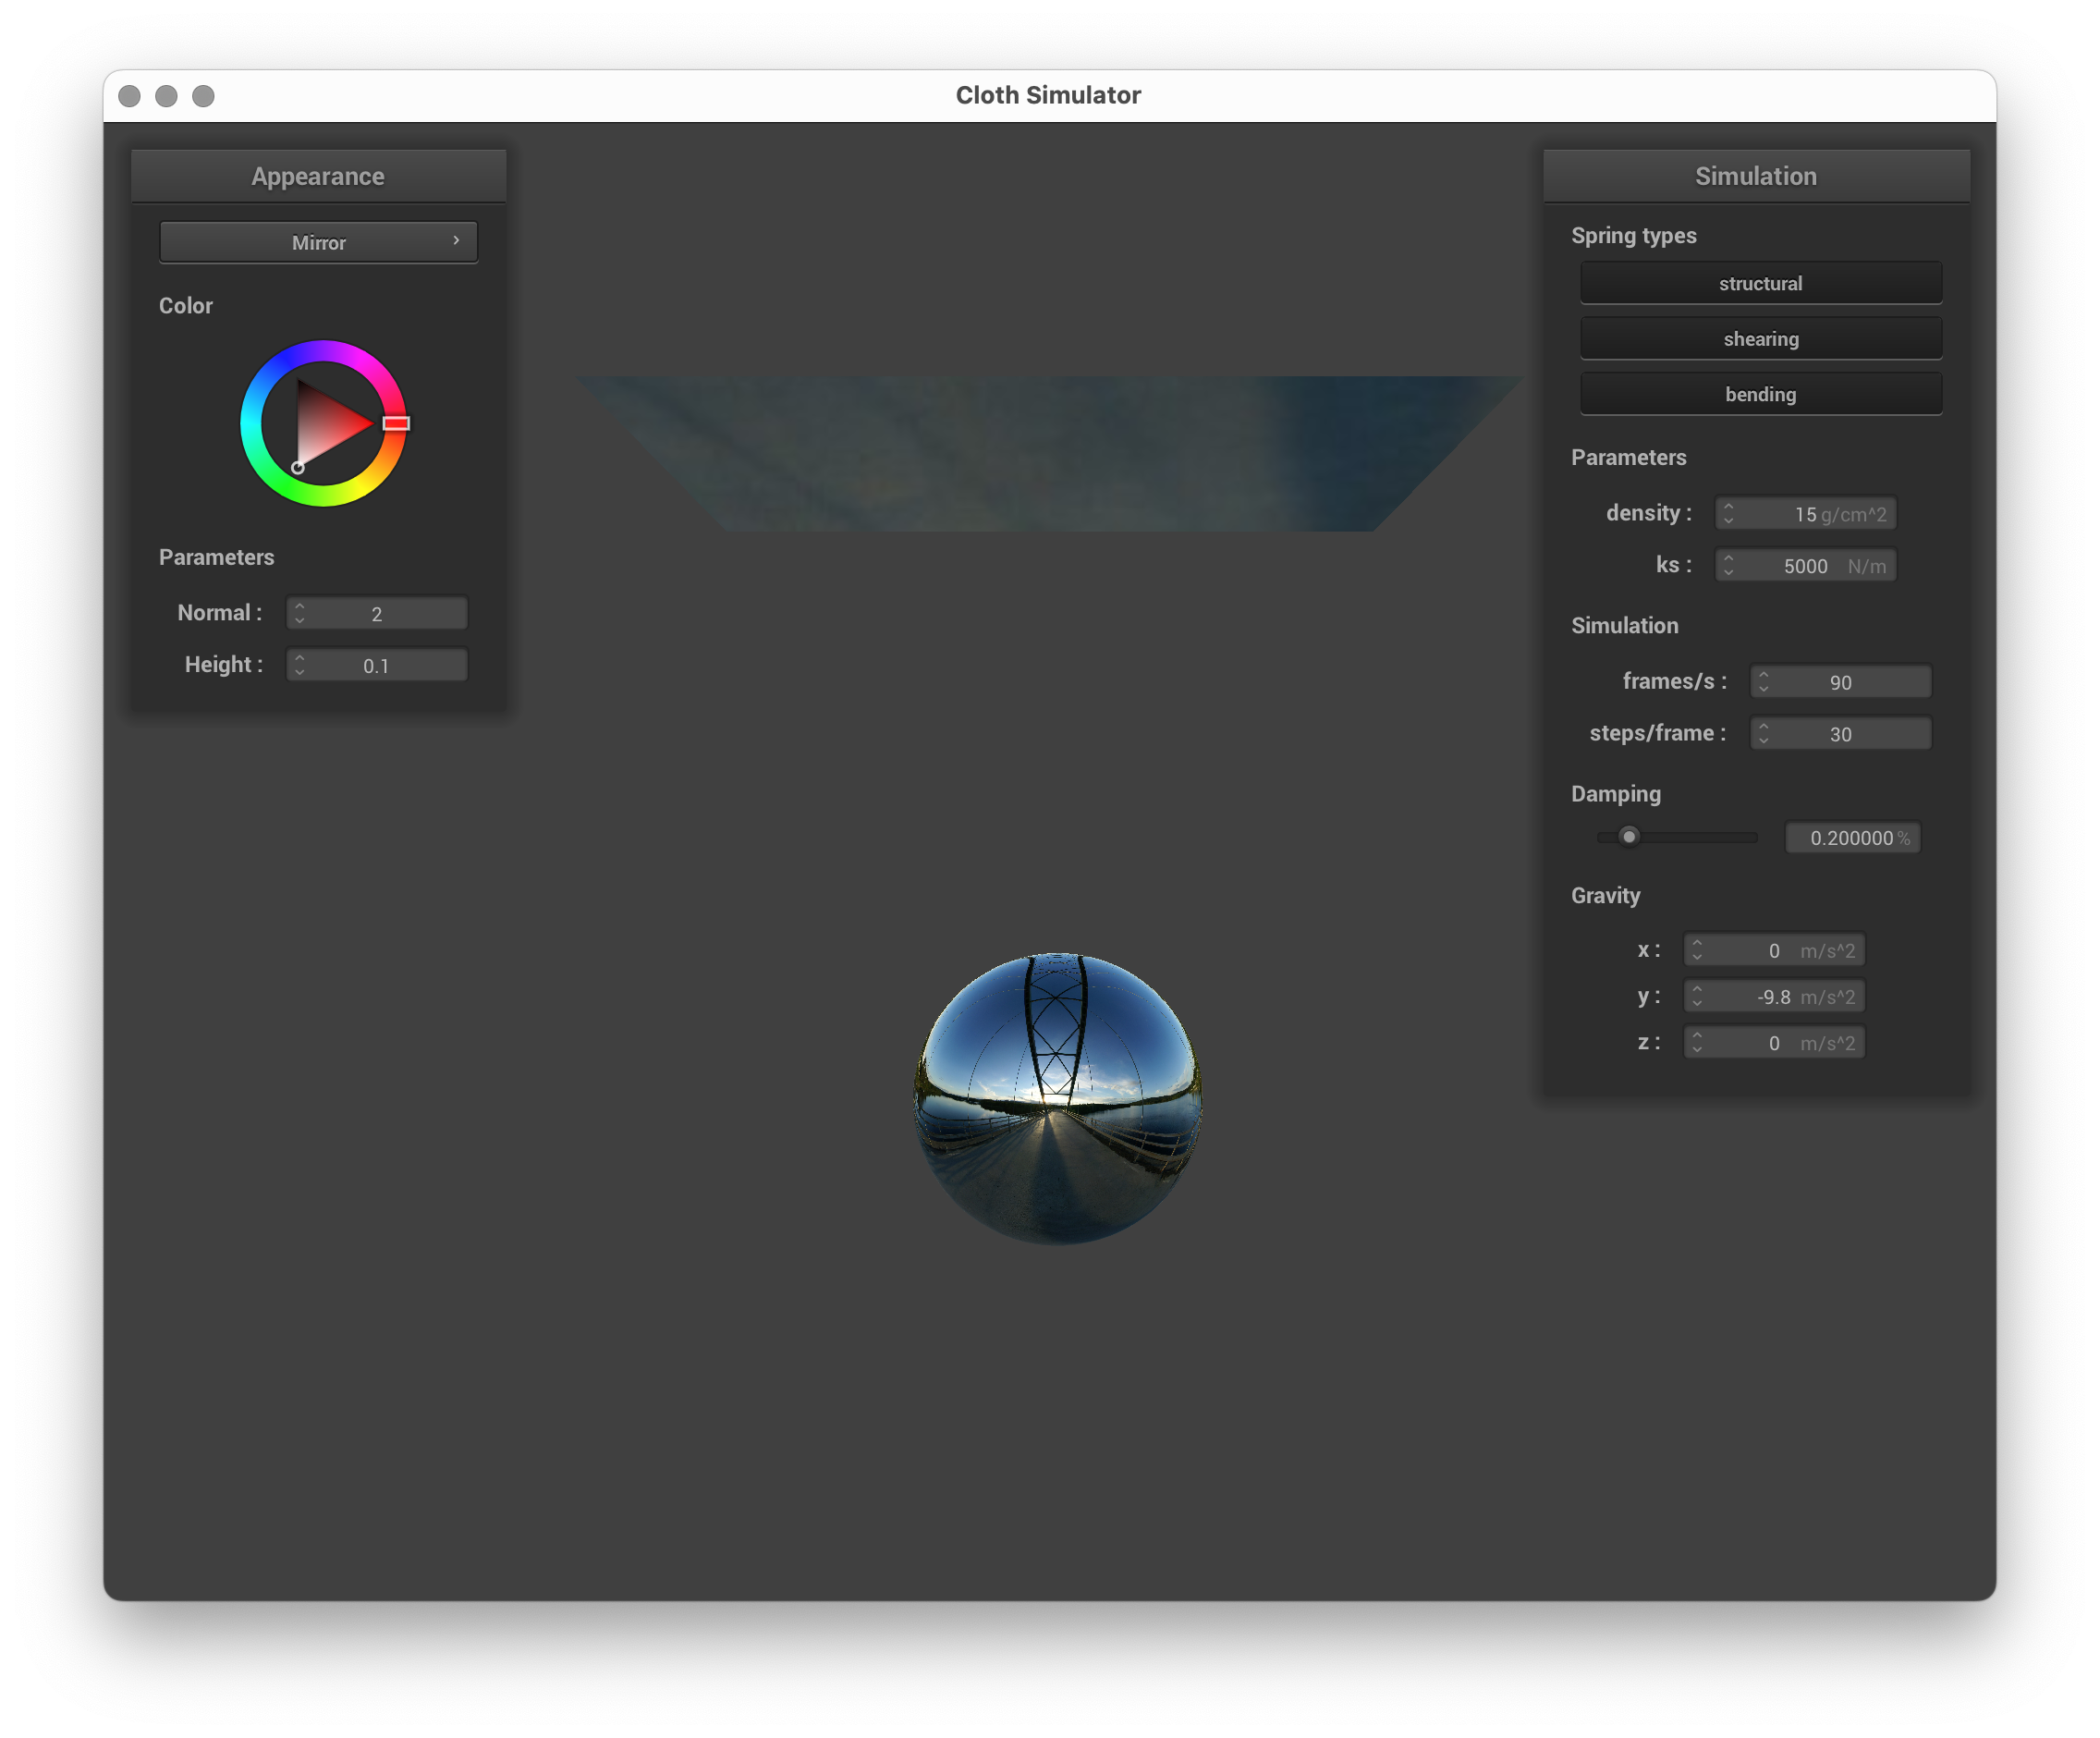 Cloth Simulator
Appearance
Mirror
Color
Parameters
Normal : 2
Height : 0.1
Simulation
Spring types
structural
shearing
bending
Parameters
density : 15 g/cm^2
ks : 5000 N/m
Simulation
frames/s : 90
steps/frame : 30
Damping
0.200000 %
Gravity
x : 0 m/s^2
y : -9.8 m/s^2
z : 0 m/s^2